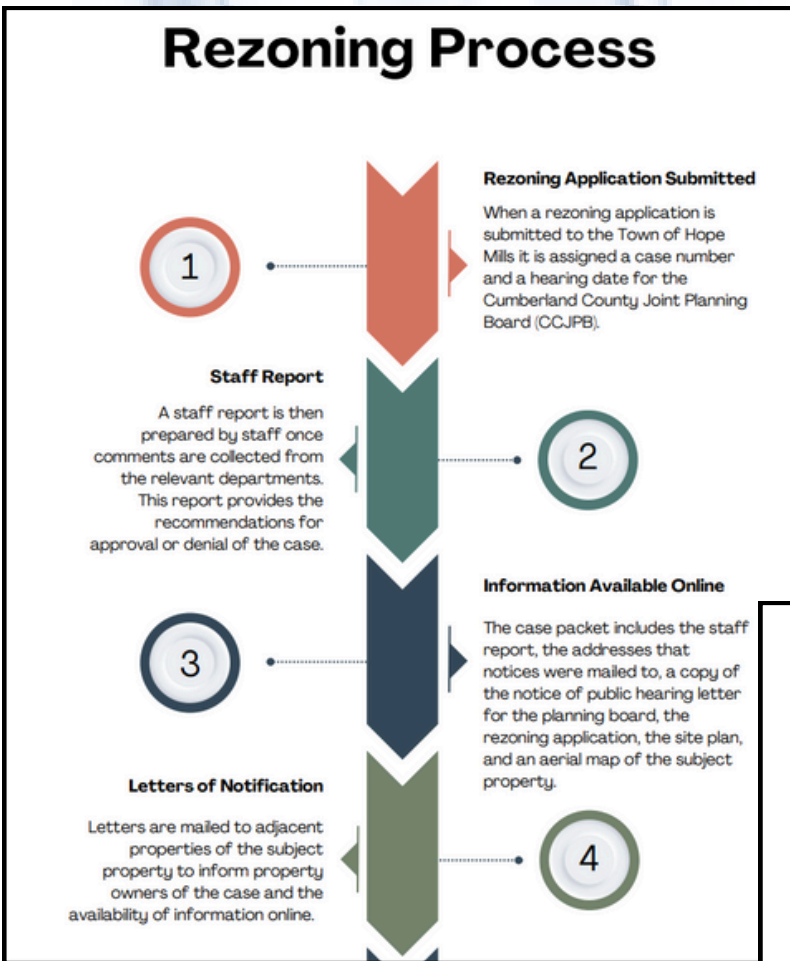 Rezoning Process
1
Rezoning Application Submitted
When a rezoning application is
submitted to the Town of Hope
Mills it is assigned a case number
and a hearing date for the
Cumberland County Joint Planning
Board (CCJPB).
Staff Report
A staff report is then
prepared by staff once
comments are collected from
the relevant departments.
This report provides the
recommendations for
approval or denial of the case.
2
3
Information Available Online
The case packet includes the staff
report, the addresses that
notices were mailed to, a copy of
the notice of public hearing letter
for the planning board, the
rezoning application, the site plan,
and an aerial map of the subject
property.
Letters of Notification
Letters are mailed to adjacent
properties of the subject
property to inform property
owners of the case and the
availability of information online.
4